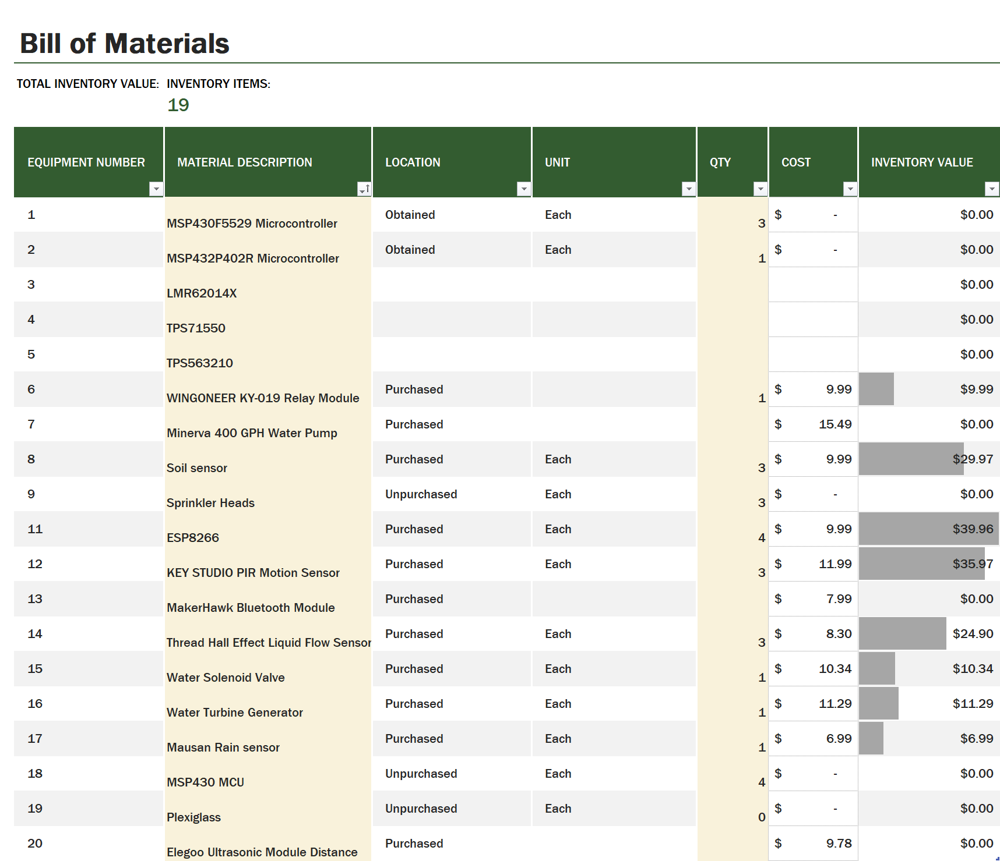 Bill of Materials
TOTAL INVENTORY VALUE: INVENTORY ITEMS:
19
EQUIPMENT NUMBER MATERIAL DESCRIPTION LOCATION UNIT QTY COST INVENTORY VALUE
1 MSP430F5529 Microcontroller Obtained Each 3 $ - $0.00
2 MSP432P402R Microcontroller Obtained Each 1 $ - $0.00
3 LMR62014X $0.00
4 TPS71550 $0.00
5 TPS563210 $0.00
6 WINGONEER KY-019 Relay Module Purchased 1 $ 9.99 $9.99
7 Minerva 400 GPH Water Pump Purchased $ 15.49 $0.00
8 Soil sensor Purchased Each 3 $ 9.99 $29.97
9 Sprinkler Heads Unpurchased Each 3 $ - $0.00
11 ESP8266 Purchased Each 4 $ 9.99 $39.96
12 KEY STUDIO PIR Motion Sensor Purchased Each 3 $ 11.99 $35.97
13 MakerHawk Bluetooth Module Purchased $ 7.99 $0.00
14 Thread Hall Effect Liquid Flow Sensor Purchased Each 3 $ 8.30 $24.90
15 Water Solenoid Valve Purchased Each 1 $ 10.34 $10.34
16 Water Turbine Generator Purchased Each 1 $ 11.29 $11.29
17 Mausan Rain sensor Purchased Each 1 $ 6.99 $6.99
18 MSP430 MCU Unpurchased Each 4 $ - $0.00
19 Plexiglass Unpurchased Each 0 $ - $0.00
20 Elegoo Ultrasonic Module Distance Purchased $ 9.78 $0.00